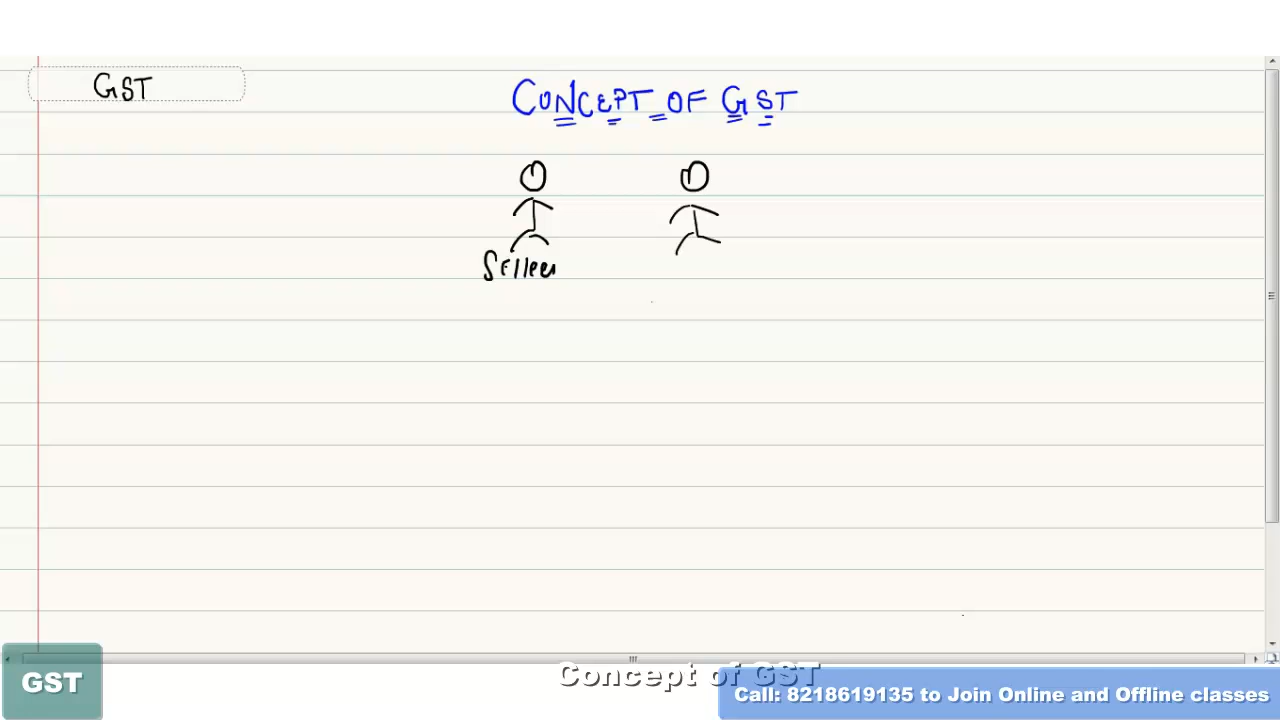 GST
CONCEPT OF GST
Seller
Concept of GST
GST
Call: 8218619135 to Join Online and Offline classes